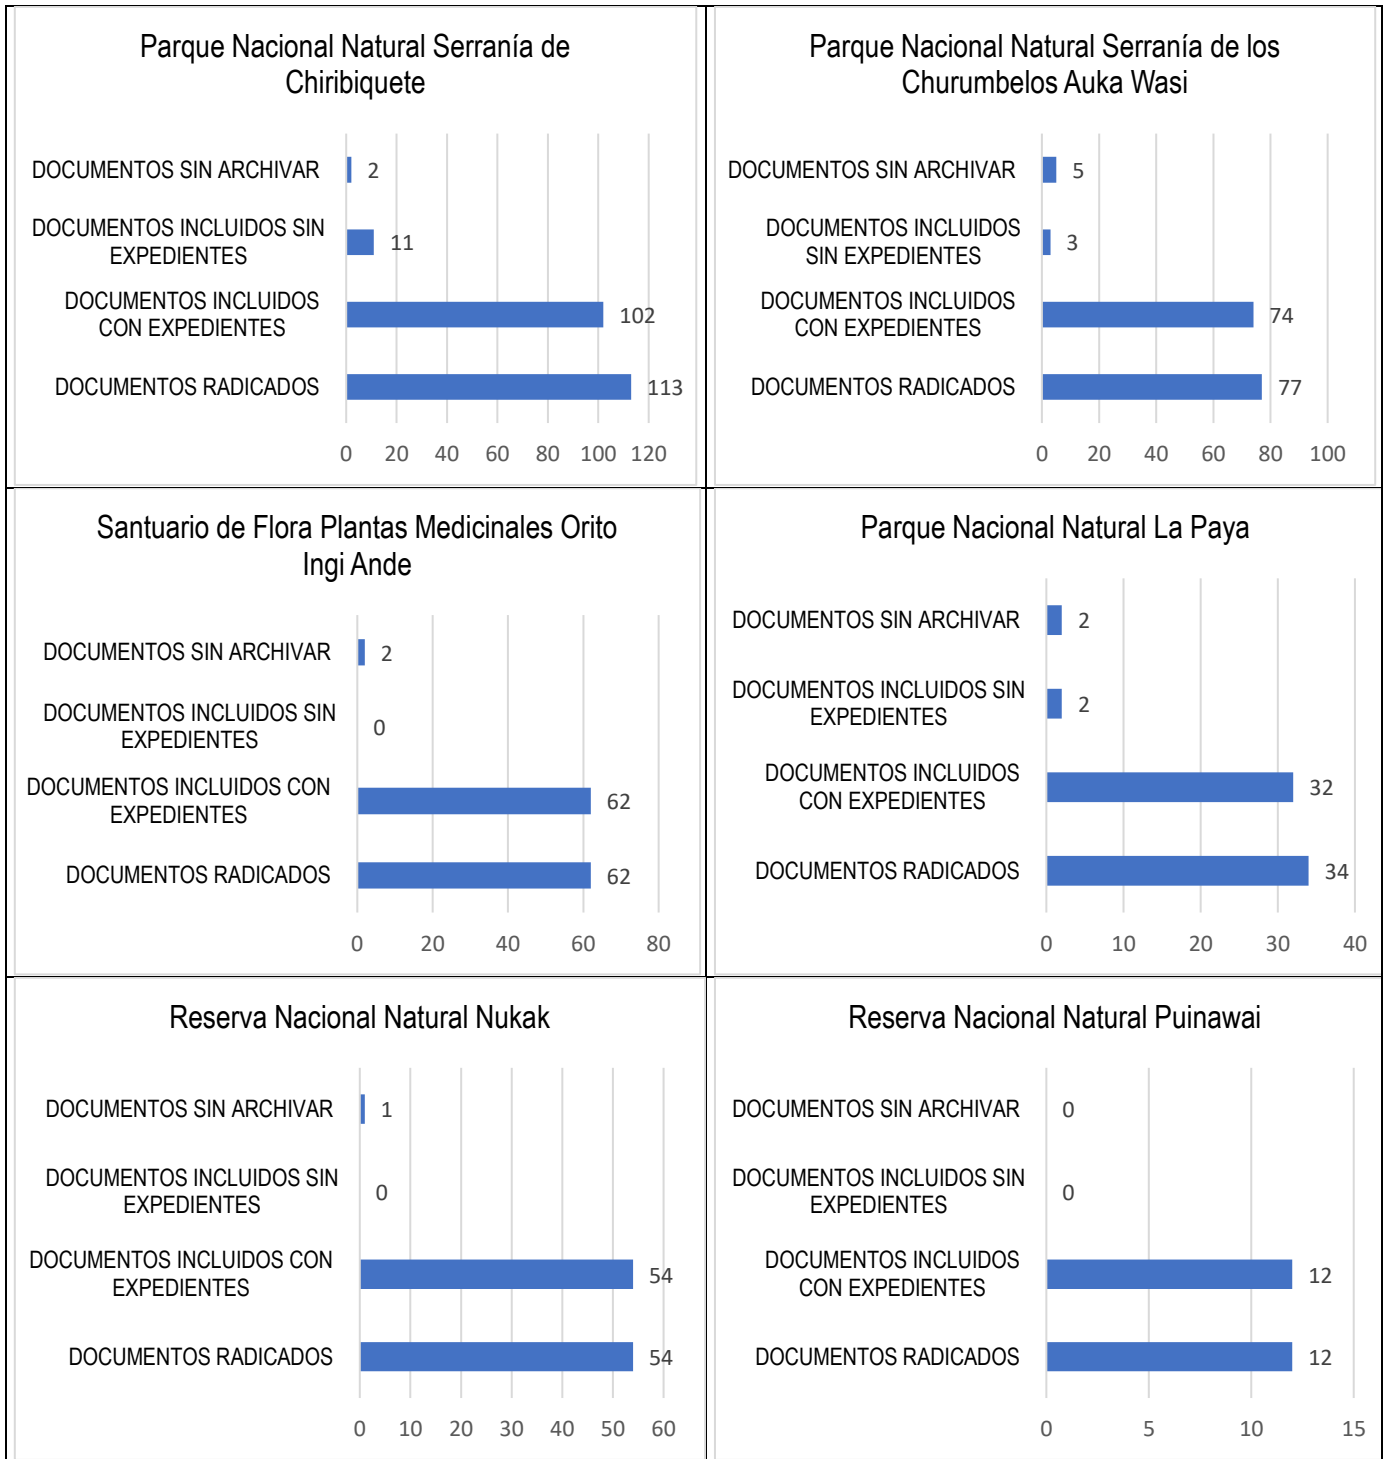 Parque Nacional Natural Serranía de
Chiribiquete
DOCUMENTOS SIN ARCHIVAR 2
DOCUMENTOS INCLUIDOS SIN
EXPEDIENTES 11
DOCUMENTOS INCLUIDOS
CON EXPEDIENTES 102
DOCUMENTOS RADICADOS 113
0 20 40 60 80 100 120
Parque Nacional Natural Serranía de los
Churumbelos Auka Wasi
DOCUMENTOS SIN ARCHIVAR 5
DOCUMENTOS INCLUIDOS
SIN EXPEDIENTES 3
DOCUMENTOS INCLUIDOS
CON EXPEDIENTES 74
DOCUMENTOS RADICADOS 77
0 20 40 60 80 100
Santuario de Flora Plantas Medicinales Orito
Ingi Ande
DOCUMENTOS SIN ARCHIVAR 2
DOCUMENTOS INCLUIDOS SIN
EXPEDIENTES 0
DOCUMENTOS INCLUIDOS CON
EXPEDIENTES 62
DOCUMENTOS RADICADOS 62
0 20 40 60 80
Parque Nacional Natural La Paya
DOCUMENTOS SIN ARCHIVAR 2
DOCUMENTOS INCLUIDOS SIN
EXPEDIENTES 2
DOCUMENTOS INCLUIDOS
CON EXPEDIENTES 32
DOCUMENTOS RADICADOS 34
0 10 20 30 40
Reserva Nacional Natural Nukak
DOCUMENTOS SIN ARCHIVAR 1
DOCUMENTOS INCLUIDOS SIN
EXPEDIENTES 0
DOCUMENTOS INCLUIDOS CON
EXPEDIENTES 54
DOCUMENTOS RADICADOS 54
0 10 20 30 40 50 60
Reserva Nacional Natural Puinawai
DOCUMENTOS SIN ARCHIVAR 0
DOCUMENTOS INCLUIDOS SIN
EXPEDIENTES 0
DOCUMENTOS INCLUIDOS
CON EXPEDIENTES 12
DOCUMENTOS RADICADOS 12
0 5 10 15